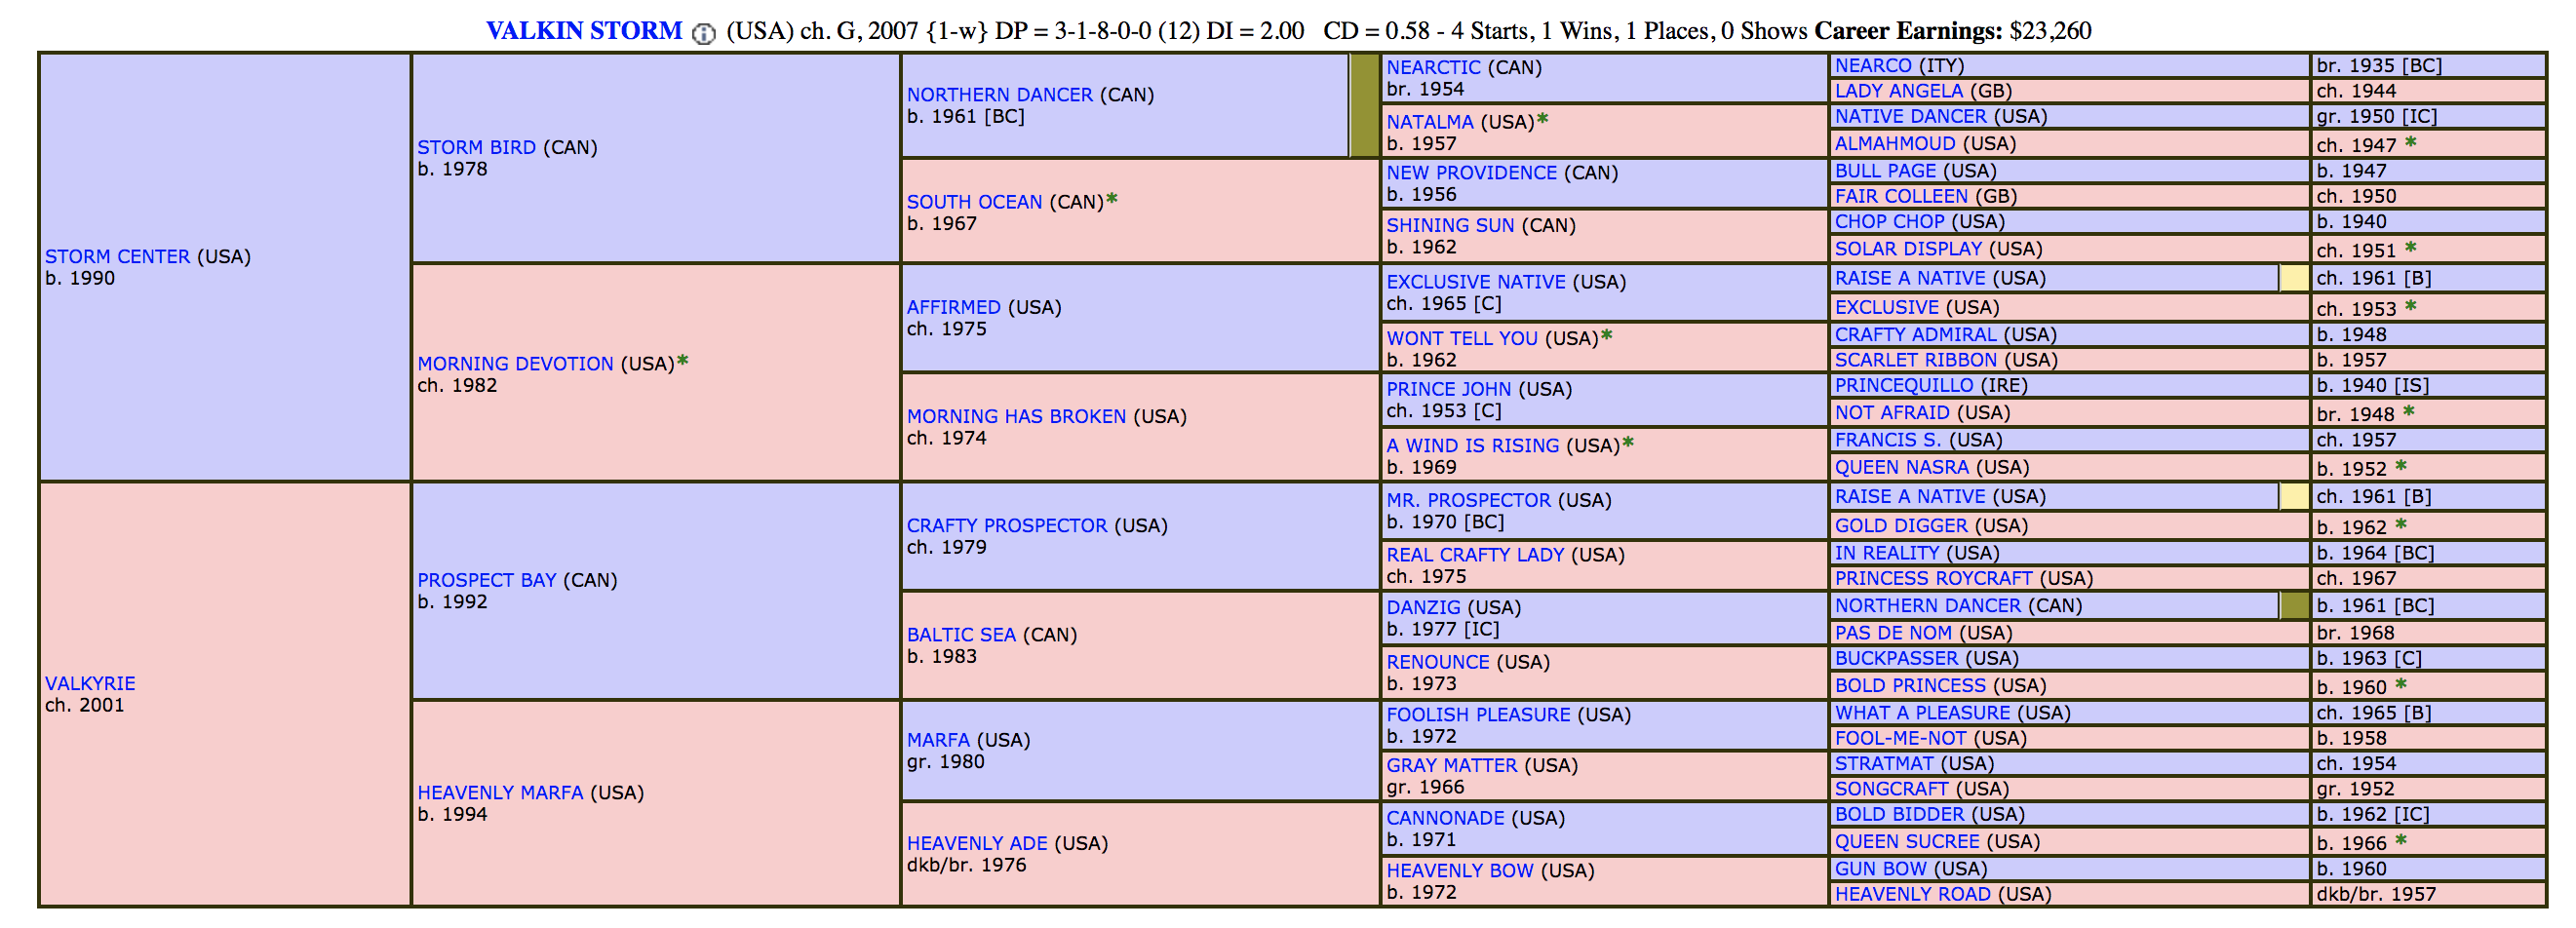 VALKIN STORM (USA) ch. G, 2007 {1-w} DP = 3-1-8-0-0 (12) DI = 2.00 CD = 0.58 - 4 Starts, 1 Wins, 1 Places, 0 Shows Career Earnings: $23,260
STORM CENTER (USA)
b. 1990
VALKYRIE
ch. 2001
STORM BIRD (CAN)
b. 1978
MORNING DEVOTION (USA)*
ch. 1982
PROSPECT BAY (CAN)
b. 1992
HEAVENLY MARFA (USA)
b. 1994
NORTHERN DANCER (CAN)
b. 1961 [BC]
SOUTH OCEAN (CAN)*
b. 1967
AFFIRMED (USA)
ch. 1975
MORNING HAS BROKEN (USA)
ch. 1974
CRAFTY PROSPECTOR (USA)
ch. 1979
BALTIC SEA (CAN)
b. 1983
MARFA (USA)
gr. 1980
HEAVENLY ADE (USA)
dkb/br. 1976
NEARCTIC (CAN)
br. 1954
NATALMA (USA)*
b. 1957
NEW PROVIDENCE (CAN)
b. 1956
SHINING SUN (CAN)
b. 1962
EXCLUSIVE NATIVE (USA)
ch. 1965 [C]
WONT TELL YOU (USA)*
b. 1962
PRINCE JOHN (USA)
ch. 1953 [C]
A WIND IS RISING (USA)*
b. 1969
MR. PROSPECTOR (USA)
b. 1970 [BC]
REAL CRAFTY LADY (USA)
ch. 1975
DANZIG (USA)
b. 1977 [IC]
RENOUNCE (USA)
b. 1973
FOOLISH PLEASURE (USA)
b. 1972
GRAY MATTER (USA)
gr. 1966
CANNONADE (USA)
b. 1971
HEAVENLY BOW (USA)
b. 1972
NEARCO (ITY) br. 1935 [BC]
LADY ANGELA (GB) ch. 1944
NATIVE DANCER (USA) gr. 1950 [IC]
ALMAHMOUD (USA) ch. 1947 *
BULL PAGE (USA) b. 1947
FAIR COLLEEN (GB) ch. 1950
CHOP CHOP (USA) b. 1940
SOLAR DISPLAY (USA) ch. 1951 *
RAISE A NATIVE (USA) ch. 1961 [B]
EXCLUSIVE (USA) ch. 1953 *
CRAFTY ADMIRAL (USA) b. 1948
SCARLET RIBBON (USA) b. 1957
PRINCEQUILLO (IRE) b. 1940 [IS]
NOT AFRAID (USA) br. 1948 *
FRANCIS S. (USA) ch. 1957
QUEEN NASRA (USA) b. 1952 *
RAISE A NATIVE (USA) ch. 1961 [B]
GOLD DIGGER (USA) b. 1962 *
IN REALITY (USA) b. 1964 [BC]
PRINCESS ROYCRAFT (USA) ch. 1967
NORTHERN DANCER (CAN) b. 1961 [BC]
PAS DE NOM (USA) br. 1968
BUCKPASSER (USA) b. 1963 [C]
BOLD PRINCESS (USA) b. 1960 *
WHAT A PLEASURE (USA) ch. 1965 [B]
FOOL-ME-NOT (USA) b. 1958
STRATMAT (USA) ch. 1954
SONGCRAFT (USA) gr. 1952
BOLD BIDDER (USA) b. 1962 [IC]
QUEEN SUCREE (USA) b. 1966 *
GUN BOW (USA) b. 1960
HEAVENLY ROAD (USA) dkb/br. 1957